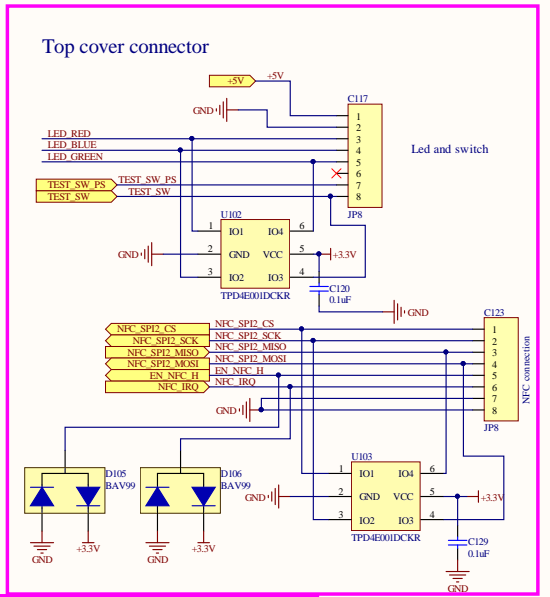 Top cover connector
+5V
+5V
C117
GND
1
2
LED_RED
3
LED_BLUE
4
LED_GREEN
5
Led and switch
6
TEST_SW_PS
TEST_SW_PS
7
TEST_SW
TEST_SW
8
JP8
U102
1
IO1
IO4
6
GND
2
GND
VCC
5
+3.3V
3
IO2
IO3
4
TPD4E001DCKR
C120
0.1uF
GND
C123
NFC_SPI2_CS
NFC_SPI2_CS
1
NFC_SPI2_SCK
NFC_SPI2_SCK
2
NFC_SPI2_MISO
NFC_SPI2_MISO
3
NFC_SPI2_MOSI
NFC_SPI2_MOSI
4
EN_NFC_H
EN_NFC_H
5
NFC_IRQ
NFC_IRQ
6
7
GND
8
NFC connection
JP8
D105
BAV99
D106
BAV99
U103
1
IO1
IO4
6
GND
2
GND
VCC
5
+3.3V
3
IO2
IO3
4
TPD4E001DCKR
C129
0.1uF
GND
+3.3V
GND
+3.3V
GND